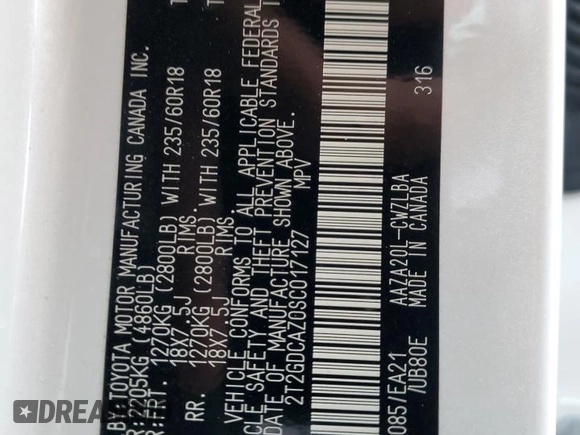 BY TOYOTA MOTOR MANUFACTURING CANADA INC.
2205KG (4860LB)
FRT. 1270KG (2800LB) WITH 235/60R18
18X7.5J RIMS.
RR. 1270KG (2800LB) WITH 235/60R18
18X7.5J RIMS.
VEHICLE CONFORMS TO ALL APPLICABLE FEDERAL
SAFETY AND THEFT PREVENTION STANDARDS
DATE OF MANUFACTURE SHOWN ABOVE.
2T2GDCAZ0SC017127 MPV
085/EA21 AAZA20L-CWZLBA 316
/UB80E MADE IN CANADA